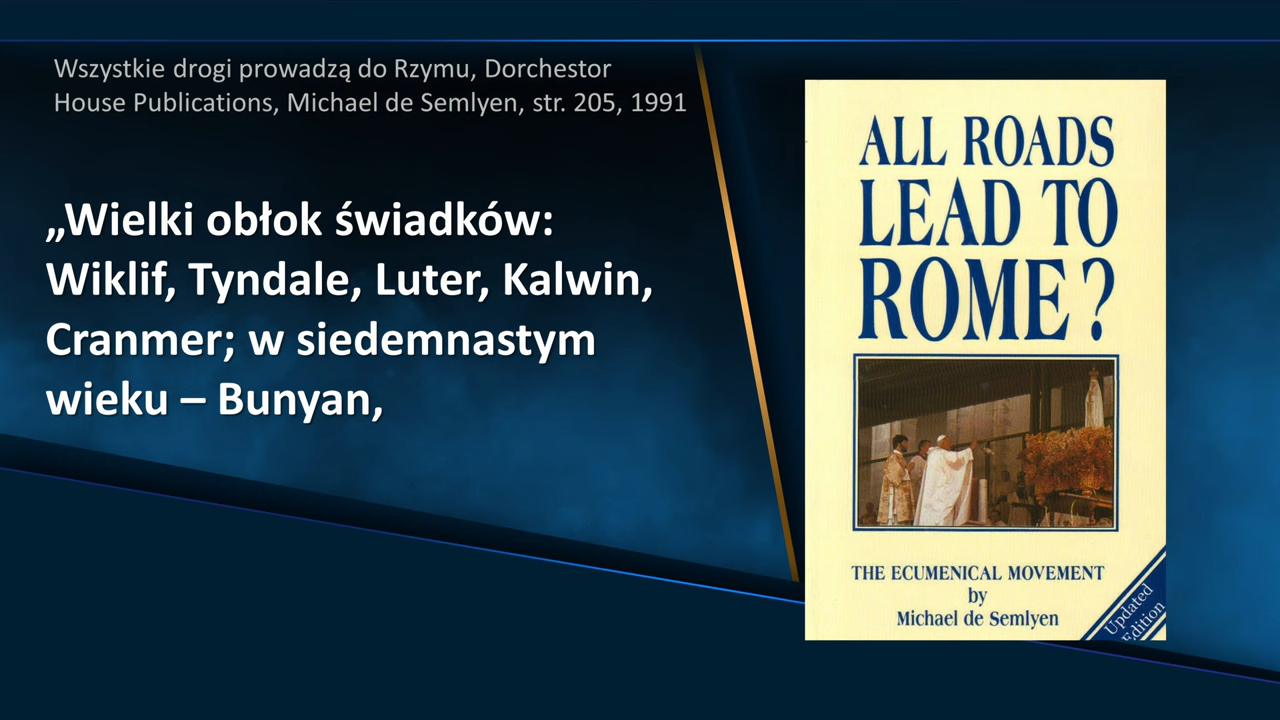 Wszystkie drogi prowadzą do Rzymu, Dorchestor
House Publications, Michael de Semlyen, str. 205, 1991
„Wielki obłok świadków:
Wiklif, Tyndale, Luter, Kalwin,
Cranmer; w siedemnastym
wieku – Bunyan,
ALL ROADS
LEAD TO
ROME?
THE ECUMENICAL MOVEMENT
by
Michael de Semlyen
Updated
Edition